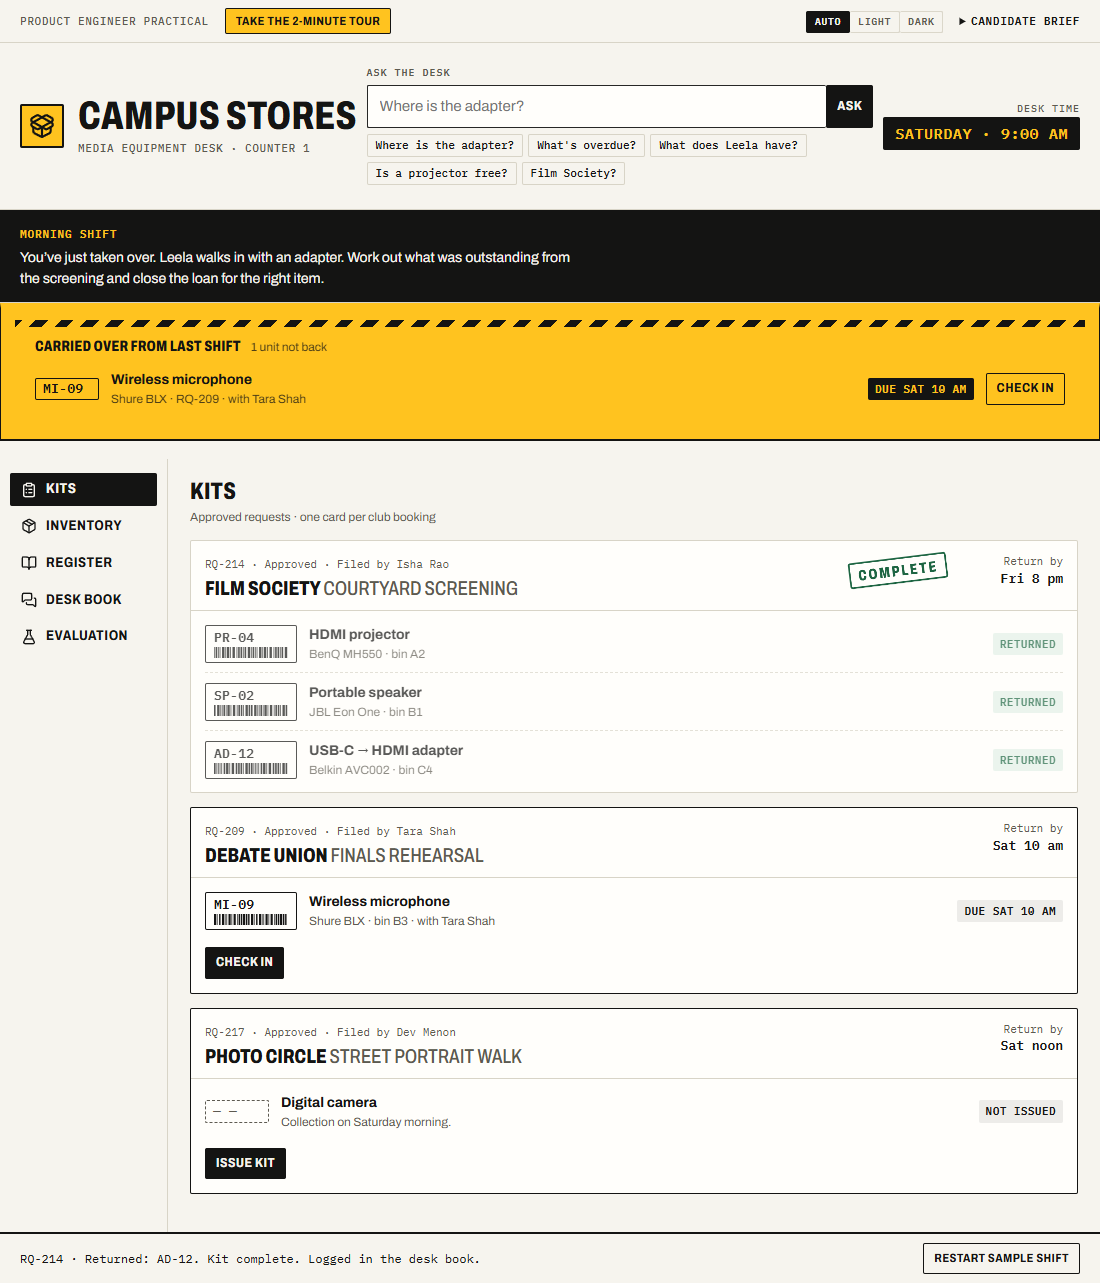 PRODUCT ENGINEER PRACTICAL
TAKE THE 2-MINUTE TOUR
AUTO
LIGHT
DARK
CANDIDATE BRIEF
CAMPUS STORES
MEDIA EQUIPMENT DESK · COUNTER 1
ASK THE DESK
Where is the adapter?
ASK
Where is the adapter?
What's overdue?
What does Leela have?
Is a projector free?
Film Society?
DESK TIME
SATURDAY · 9:00 AM
MORNING SHIFT
You’ve just taken over. Leela walks in with an adapter. Work out what was outstanding from
the screening and close the loan for the right item.
CARRIED OVER FROM LAST SHIFT 1 unit not back
MI-09
Wireless microphone
Shure BLX · RQ-209 · with Tara Shah
DUE SAT 10 AM
CHECK IN
KITS
INVENTORY
REGISTER
DESK BOOK
EVALUATION
KITS
Approved requests · one card per club booking
RQ-214 · Approved · Filed by Isha Rao
FILM SOCIETY COURTYARD SCREENING
COMPLETE
Return by
Fri 8 pm
PR-04
HDMI projector
BenQ MH550 · bin A2
RETURNED
SP-02
Portable speaker
JBL Eon One · bin B1
RETURNED
AD-12
USB-C → HDMI adapter
Belkin AVC002 · bin C4
RETURNED
RQ-209 · Approved · Filed by Tara Shah
DEBATE UNION FINALS REHEARSAL
Return by
Sat 10 am
MI-09
Wireless microphone
Shure BLX · bin B3 · with Tara Shah
DUE SAT 10 AM
CHECK IN
RQ-217 · Approved · Filed by Dev Menon
PHOTO CIRCLE STREET PORTRAIT WALK
Return by
Sat noon
— —
Digital camera
Collection on Saturday morning.
NOT ISSUED
ISSUE KIT
RQ-214 · Returned: AD-12. Kit complete. Logged in the desk book.
RESTART SAMPLE SHIFT